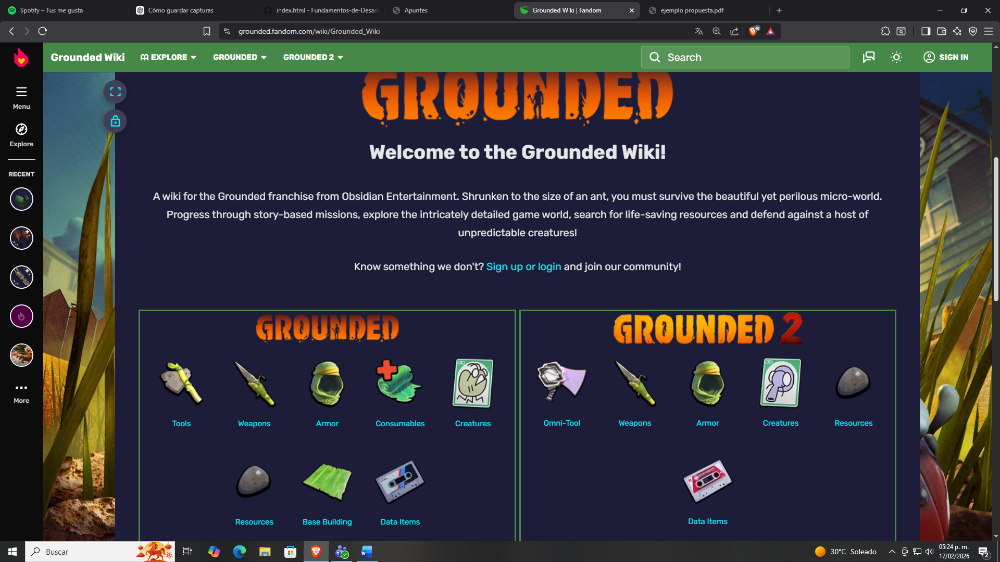 Spotify – Tus me gusta
Cómo guardar capturas
index.html - Fundamentos-de-Desarr
Apuntes
Grounded Wiki | Fandom
ejemplo propuesta.pdf
grounded.fandom.com/wiki/Grounded_Wiki
40
Grounded Wiki
EXPLORE
GROUNDED
GROUNDED 2
Search
SIGN IN
Menu
Explore
RECENT
More
GROUNDED
Welcome to the Grounded Wiki!
A wiki for the Grounded franchise from Obsidian Entertainment. Shrunken to the size of an ant, you must survive the beautiful yet perilous micro-world.
Progress through story-based missions, explore the intricately detailed game world, search for life-saving resources and defend against a host of
unpredictable creatures!
Know something we don't? Sign up or login and join our community!
GROUNDED
Tools
Weapons
Armor
Consumables
Creatures
Resources
Base Building
Data Items
GROUNDED 2
Omni-Tool
Weapons
Armor
Creatures
Resources
Data Items
Buscar
30°C Soleado
05:24 p. m.
17/02/2026
2